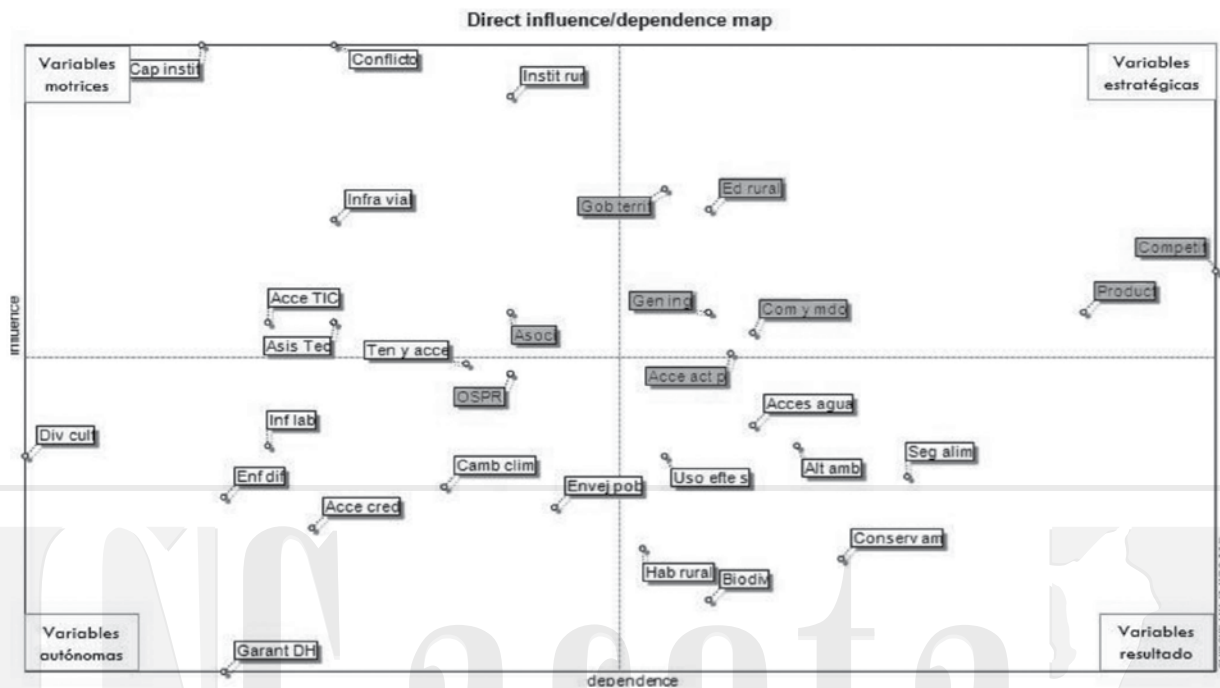 Direct influence/dependence map
Variables
motrices
Cap instit
Conflicto
Instit rur
Variables
estratégicas
Infra vial
Gob territ
Ed rural
Competit
Acce TIC
Gen ing
Com y mdo
Product
Asis Tec
Ten y acce
Asoci
influence
OSPR
Acce act p
Div cult
Inf lab
Acces agua
Enf dif
Camb clim
Envej pob
Uso efte s
Alt amb
Seg alim
Acce cred
Conserv am
Hab rural
Biodiv
Variables
autónomas
Garant DH
Variables
resultado
dependence